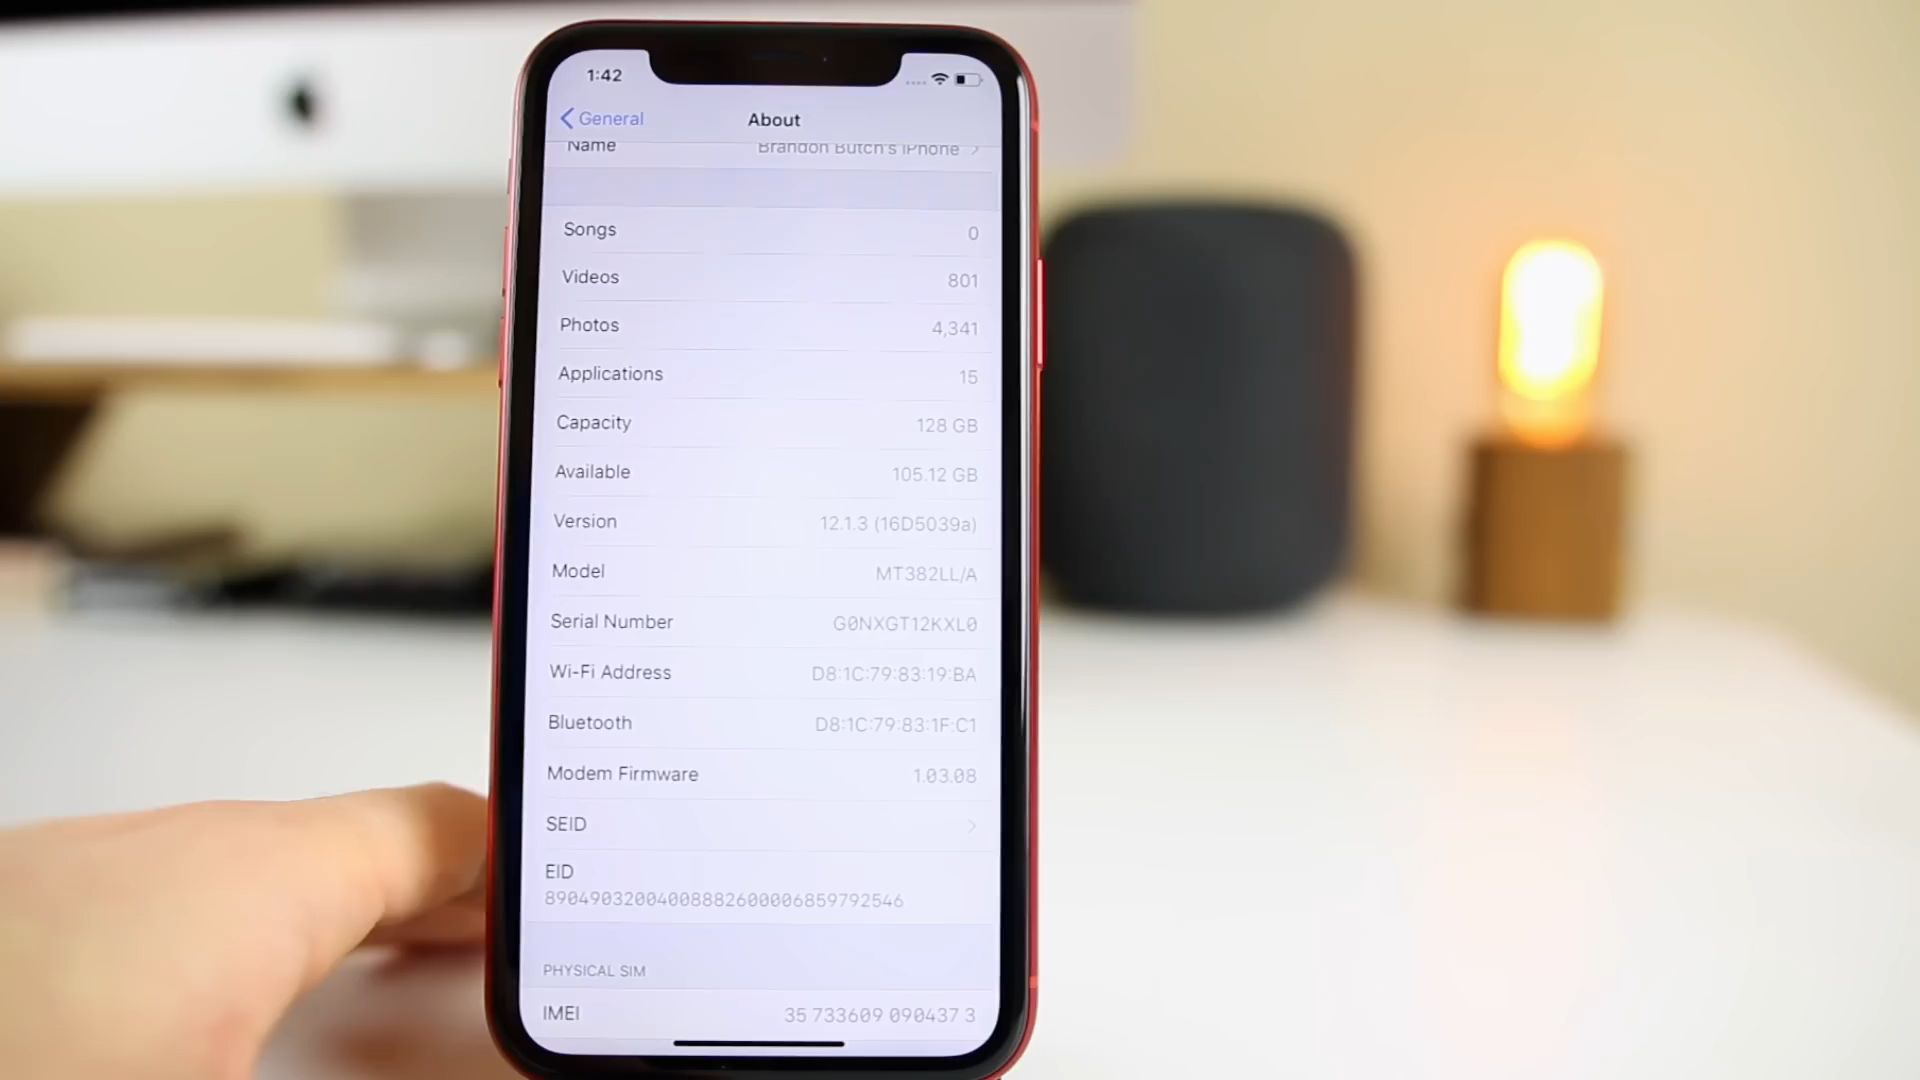 1:42
General
About
Name Brandon Butch's iPhone
Songs 0
Videos 801
Photos 4,341
Applications 15
Capacity 128 GB
Available 105.12 GB
Version 12.1.3 (16D5039a)
Model MT382LL/A
Serial Number G0NXGT12KXL0
Wi-Fi Address D8:1C:79:83:19:BA
Bluetooth D8:1C:79:83:1F:C1
Modem Firmware 1.03.08
SEID
EID
89049032004008882600006859792546
PHYSICAL SIM
IMEI 35 733609 090437 3